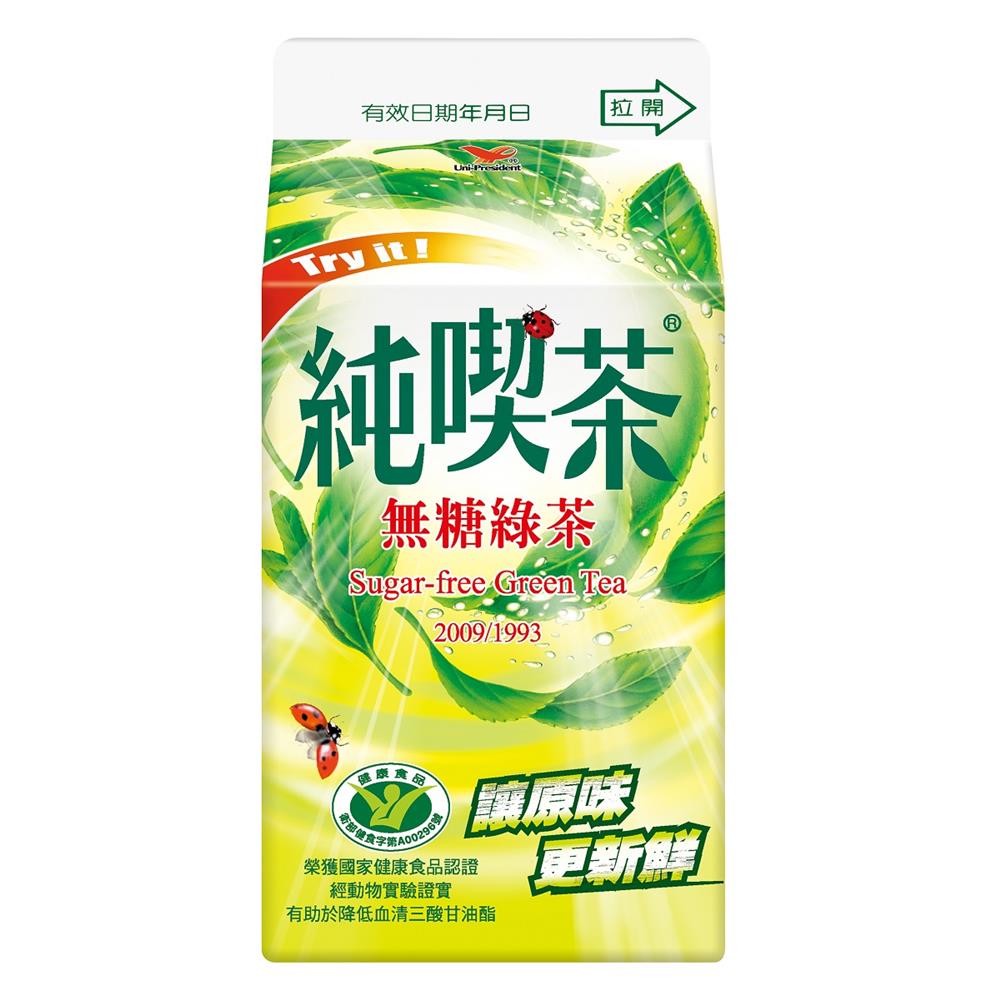 有效日期年月日
拉開
Uni-President®
Try it!
純喫茶®
無糖綠茶
Sugar-free Green Tea
2009/1993
健康食品
衛部健食字第A00296號
榮獲國家健康食品認證
經動物實驗證實
有助於降低血清三酸甘油酯
讓原味
更新鮮